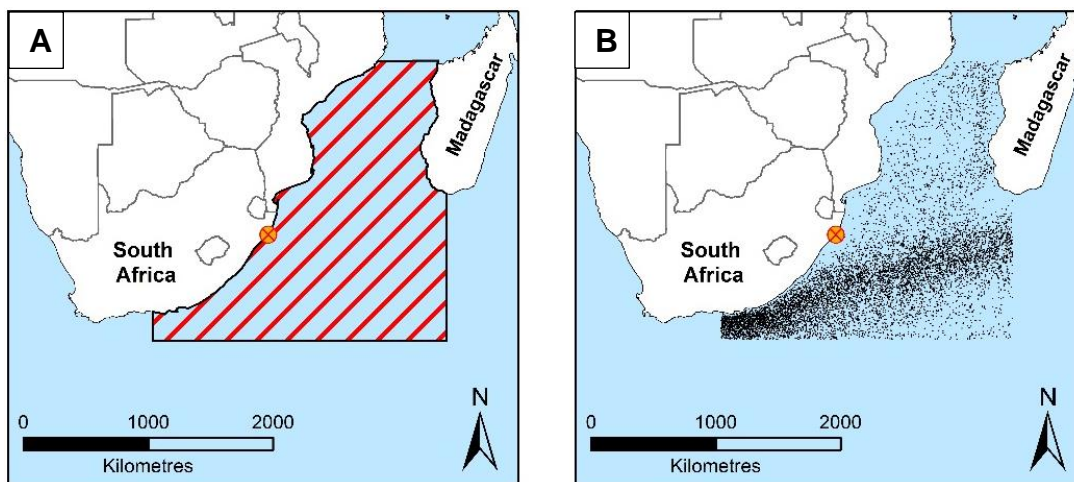 A
Madagascar
South
Africa
N
0 1000 2000
Kilometres
B
Madagascar
South
Africa
N
0 1000 2000
Kilometres